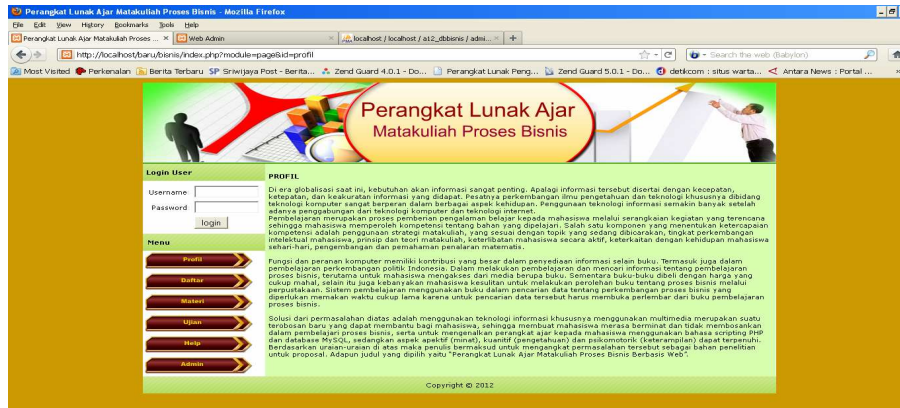 Perangkat Lunak Ajar Matakuliah Proses Bisnis - Mozilla Firefox
File Edit View History Bookmarks Tools Help
Perangkat Lunak Ajar Matakuliah Proses ... × Web Admin × localhost / localhost / a12_dbbisnis / admi... × +
http://localhost/baru/bisnis/index.php?module=page&id=profil Search the web (Babylon)
Most Visited Perkenalan Berita Terbaru SP Sriwijaya Post - Berita... Zend Guard 4.0.1 - Do... Perangkat Lunak Peng... Zend Guard 5.0.1 - Do... detikcom : situs warta... Antara News : Portal ...
Perangkat Lunak Ajar
Matakuliah Proses Bisnis
Login User
Username
Password
login
Menu
Profil
Daftar
Materi
Ujian
Help
Admin
PROFIL
Di era globalisasi saat ini, kebutuhan akan informasi sangat penting. Apalagi informasi tersebut disertai dengan kecepatan,
ketepatan, dan keakuratan informasi yang didapat. Pesatnya perkembangan ilmu pengetahuan dan teknologi khususnya dibidang
teknologi komputer sangat berperan dalam berbagai aspek kehidupan. Penggunaan teknologi informasi semakin banyak setelah
adanya penggabungan dari teknologi komputer dan teknologi internet.
Pembelajaran merupakan proses pemberian pengalaman belajar kepada mahasiswa melalui serangkaian kegiatan yang terencana
sehingga mahasiswa memperoleh kompetensi tentang bahan yang dipelajari. Salah satu komponen yang menentukan ketercapaian
kompetensi adalah penggunaan strategi matakuliah, yang sesuai dengan topik yang sedang dibicarakan, tingkat perkembangan
intelektual mahasiswa, prinsip dan teori matakuliah, keterlibatan mahasiswa secara aktif, keterkaitan dengan kehidupan mahasiswa
sehari-hari, pengembangan dan pemahaman penalaran matematis.
Fungsi dan peranan komputer memiliki kontribusi yang besar dalam penyediaan informasi selain buku. Termasuk juga dalam
pembelajaran perkembangan politik Indonesia. Dalam melakukan pembelajaran dan mencari informasi tentang pembelajaran
proses bisnis, terutama untuk mahasiswa mengakses dari media berupa buku. Sementara buku-buku dibeli dengan harga yang
cukup mahal, selain itu juga kebanyakan mahasiswa kesulitan untuk melakukan perolehan buku tentang proses bisnis melalui
perpustakaan. Sistem pembelajaran menggunakan buku dalam pencarian data tentang perkembangan proses bisnis yang
diperlukan memakan waktu cukup lama karena untuk pencarian data tersebut harus membuka perlembar dari buku pembelajaran
proses bisnis.
Solusi dari permasalahan diatas adalah menggunakan teknologi informasi khususnya menggunakan multimedia merupakan suatu
terobosan baru yang dapat membantu bagi mahasiswa, sehingga membuat mahasiswa merasa berminat dan tidak membosankan
dalam pembelajari proses bisnis, serta untuk mengenalkan perangkat ajar kepada mahasiswa menggunakan bahasa scripting PHP
dan database MySQL, sedangkan aspek apektif (minat), kuanitif (pengetahuan) dan psikomotorik (keterampilan) dapat terpenuhi.
Berdasarkan uraian-uraian di atas maka penulis bermaksud untuk mengangkat permasalahan tersebut sebagai bahan penelitian
untuk proposal. Adapun judul yang dipilih yaitu "Perangkat Lunak Ajar Matakuliah Proses Bisnis Berbasis Web".
Copyright © 2012